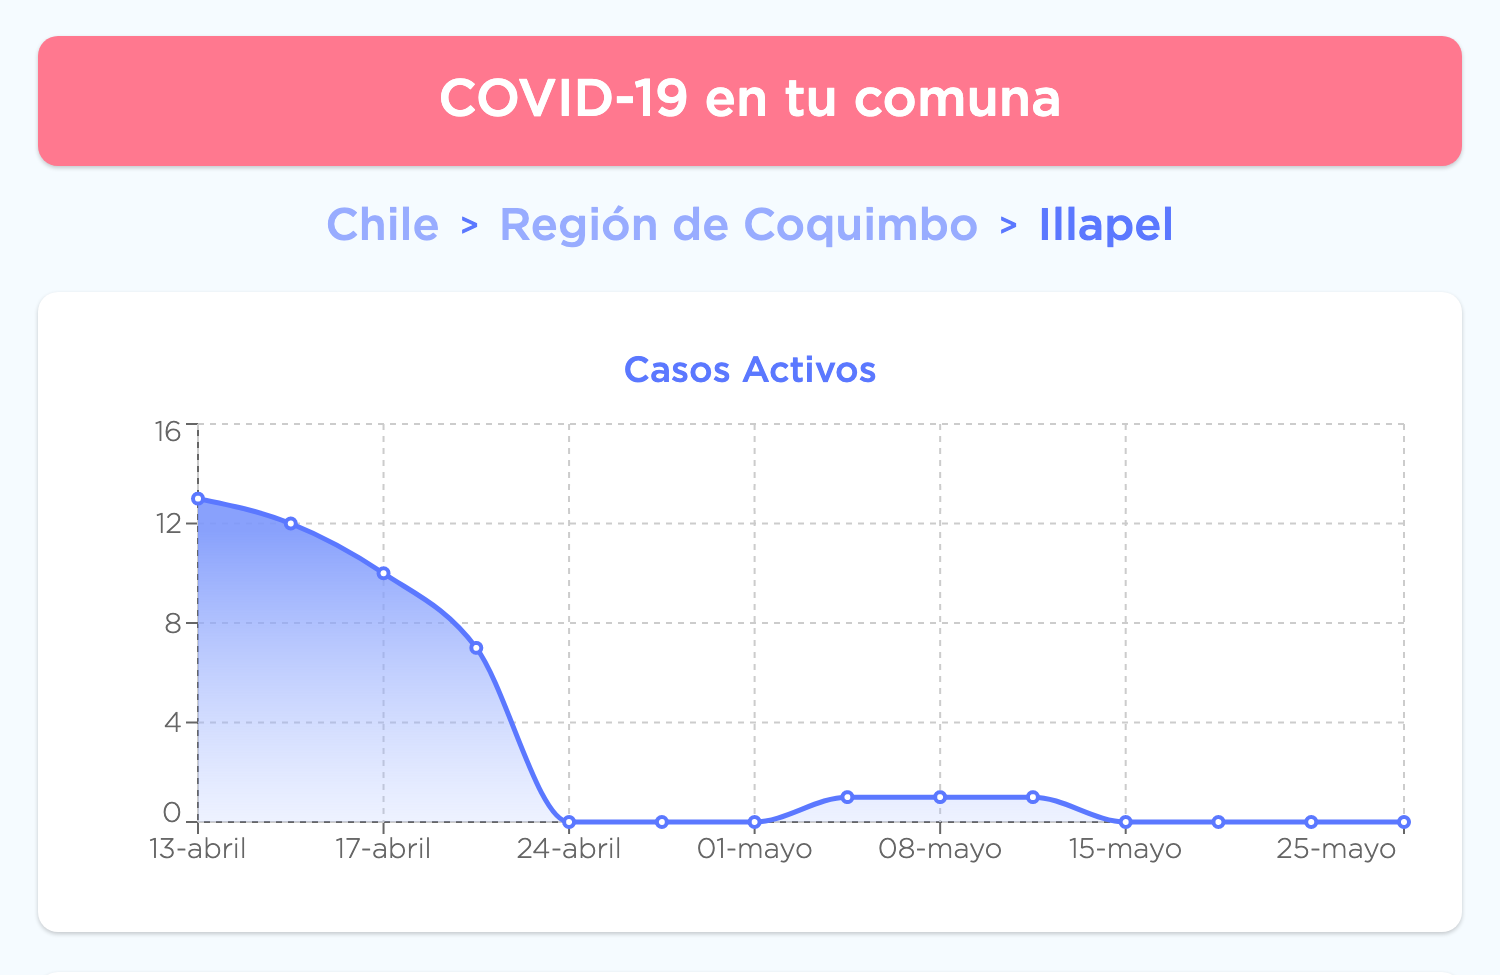 COVID-19 en tu comuna
Chile > Región de Coquimbo > Illapel
Casos Activos
16
12
8
4
0
13-abril 17-abril 24-abril 01-mayo 08-mayo 15-mayo 25-mayo